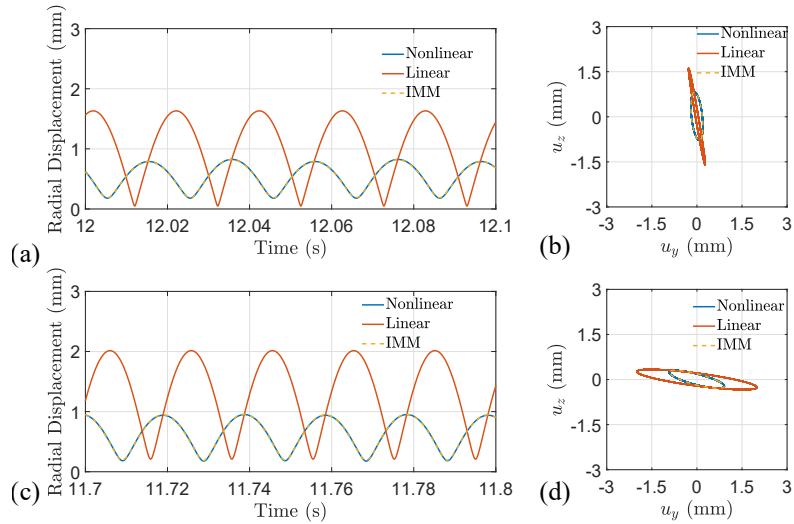 Radial Displacement (mm)
3
2
1
0
12
12.02
12.04
12.06
12.08
12.1
Time (s)
Nonlinear
Linear
IMM
(a)
u_z (mm)
3
1.5
0
-1.5
-3
-3
-1.5
0
1.5
3
u_y (mm)
Nonlinear
Linear
IMM
(b)
Radial Displacement (mm)
3
2
1
0
11.7
11.72
11.74
11.76
11.78
11.8
Time (s)
Nonlinear
Linear
IMM
(c)
u_z (mm)
3
1.5
0
-1.5
-3
-3
-1.5
0
1.5
3
u_y (mm)
Nonlinear
Linear
IMM
(d)